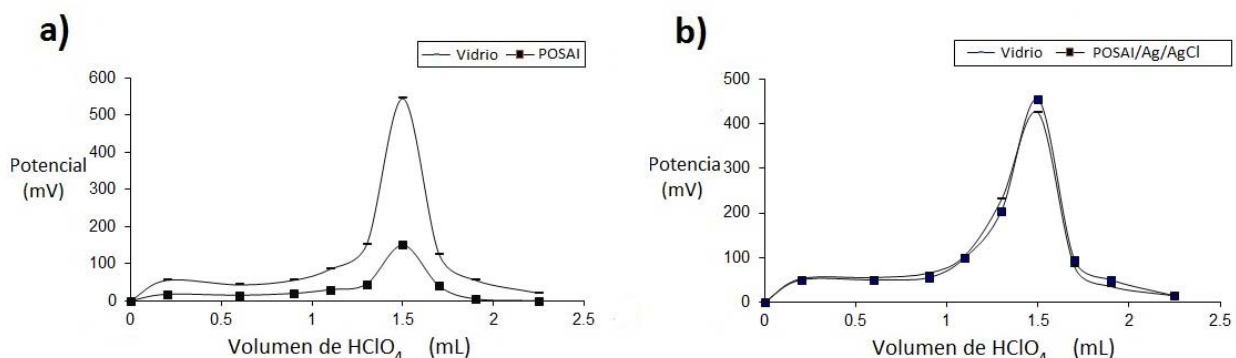 a)
Vidrio POSAI
600
500
400
300
200
100
0
Potencial
(mV)
0 0.5 1 1.5 2 2.5
Volumen de HClO4 (mL)
b)
Vidrio POSAI/Ag/AgCl
500
400
300
200
100
0
Potencia
(mV)
0 0.5 1 1.5 2 2.5
Volumen de HClO4 (mL)